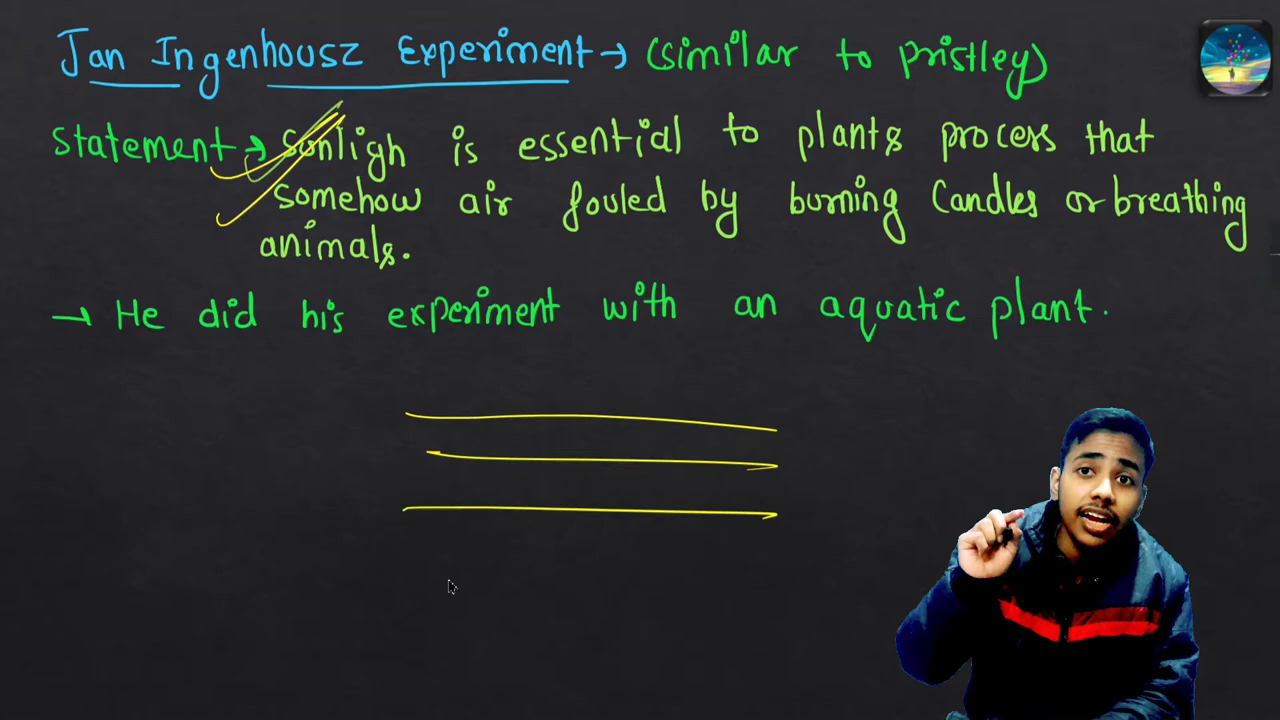 Jan Ingenhousz Experiment → (similar to pristley)
statement → sunligh is essential to plants process that
somehow air fouled by burning Candles or breathing
animals.
→ He did his experiment with an aquatic plant.